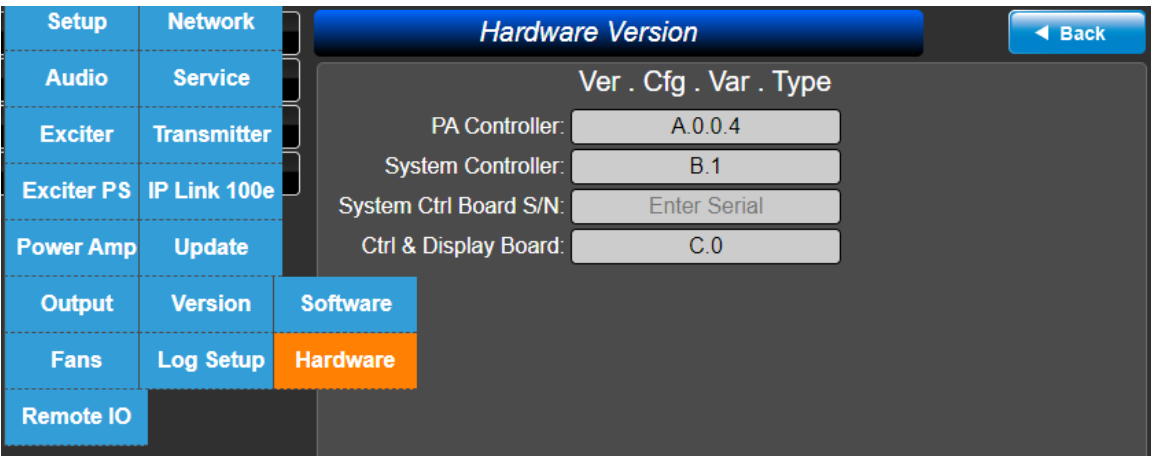 Setup Network
Hardware Version
◄ Back
Audio Service
Ver . Cfg . Var . Type
Exciter Transmitter
PA Controller: A.0.0.4
System Controller: B.1
Exciter PS IP Link 100e
System Ctrl Board S/N: Enter Serial
Power Amp Update
Ctrl & Display Board: C.0
Output Version Software
Fans Log Setup Hardware
Remote IO